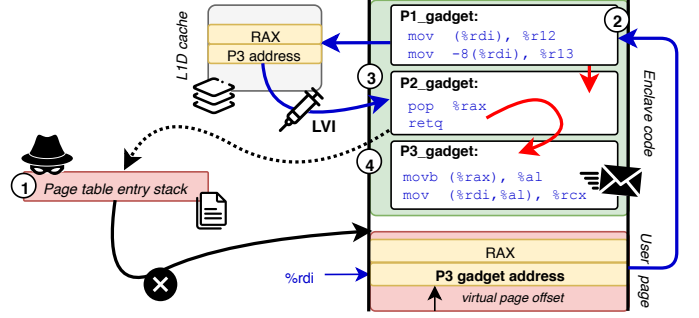 L1D cache
RAX
P3 address
LVI
P1_gadget:
mov (%rdi), %r12
mov -8(%rdi), %r13
2
3
P2_gadget:
pop %rax
retq
4
P3_gadget:
movb (%rax), %al
mov (%rdi,%al), %rcx
Enclave code
1
Page table entry stack
%rdi
RAX
P3 gadget address
virtual page offset
User page